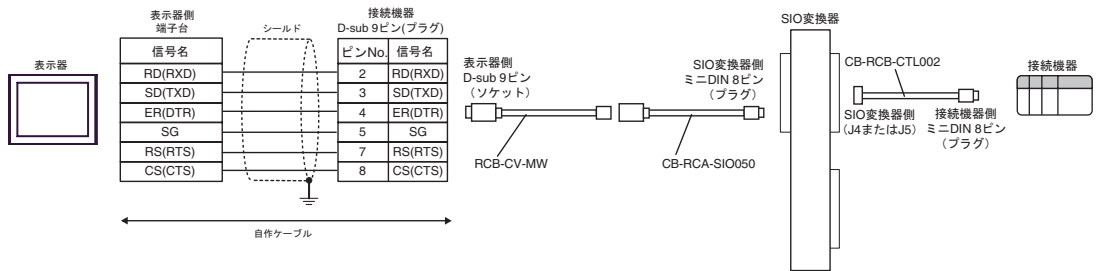 表示器
表示器側
端子台
シールド
接続機器
D-sub 9ピン(プラグ)
信号名
ピンNo. 信号名
RD(RXD) 2 RD(RXD)
SD(TXD) 3 SD(TXD)
ER(DTR) 4 ER(DTR)
SG 5 SG
RS(RTS) 7 RS(RTS)
CS(CTS) 8 CS(CTS)
自作ケーブル
表示器側
D-sub 9ピン
（ソケット）
RCB-CV-MW
SIO変換器側
ミニDIN 8ピン
（プラグ）
CB-RCA-SIO050
SIO変換器
CB-RCB-CTL002
SIO変換器側
（J4またはJ5）
接続機器側
ミニDIN 8ピン
（プラグ）
接続機器